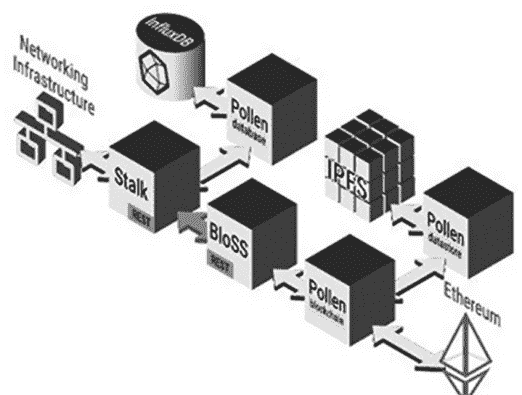 InfluxDB
Networking
Infrastructure
Pollen
database
Stalk
REST
IPFS
BloSS
REST
Pollen
datastore
Pollen
blockchain
Ethereum